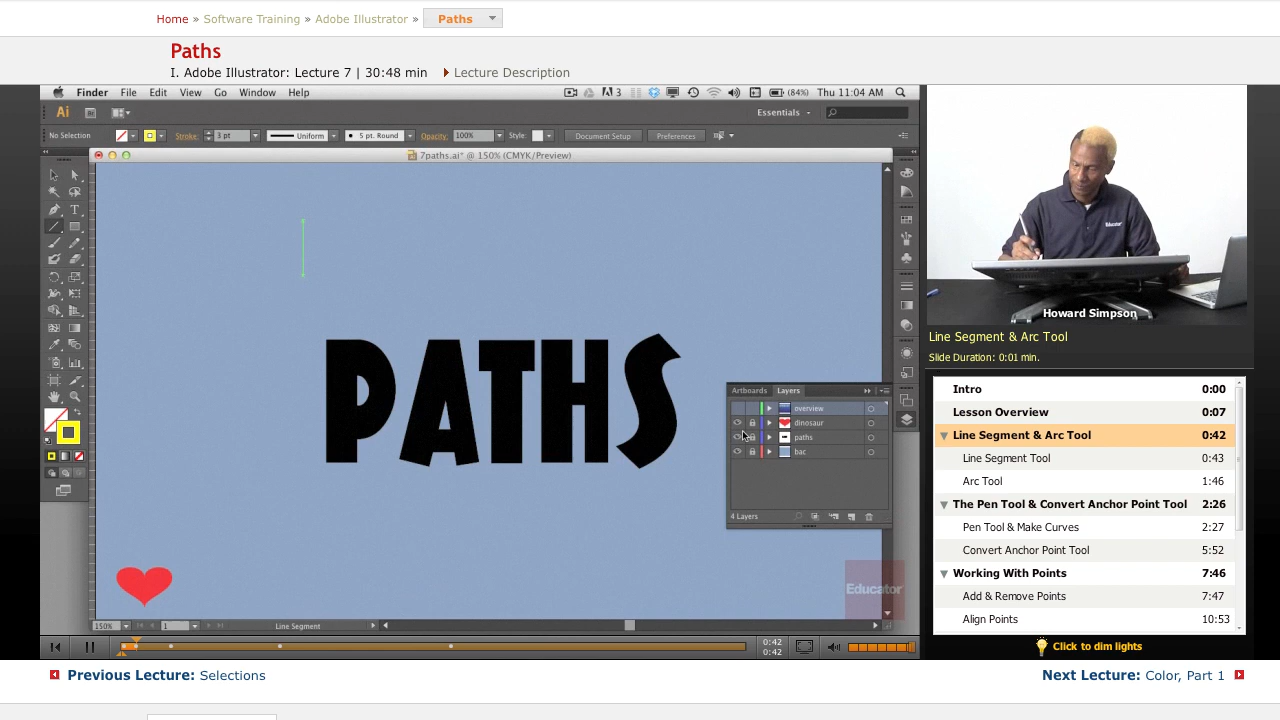 Home » Software Training » Adobe Illustrator » Paths
Paths
I. Adobe Illustrator: Lecture 7 | 30:48 min Lecture Description
Finder File Edit View Go Window Help 3 (84%) Thu 11:04 AM
Ai Essentials
No Selection Stroke: 3 pt Uniform 5 pt. Round Opacity: 100% Style: Document Setup Preferences
7paths.ai* @ 150% (CMYK/Preview)
PATHS
Artboards Layers
overview
dinosaur
paths
bac
4 Layers
Educator
150% 1 Line Segment
0:42
0:42
Educator
Howard Simpson
Line Segment & Arc Tool
Slide Duration: 0:01 min.
Intro 0:00
Lesson Overview 0:07
Line Segment & Arc Tool 0:42
Line Segment Tool 0:43
Arc Tool 1:46
The Pen Tool & Convert Anchor Point Tool 2:26
Pen Tool & Make Curves 2:27
Convert Anchor Point Tool 5:52
Working With Points 7:46
Add & Remove Points 7:47
Align Points 10:53
Click to dim lights
Previous Lecture: Selections
Next Lecture: Color, Part 1